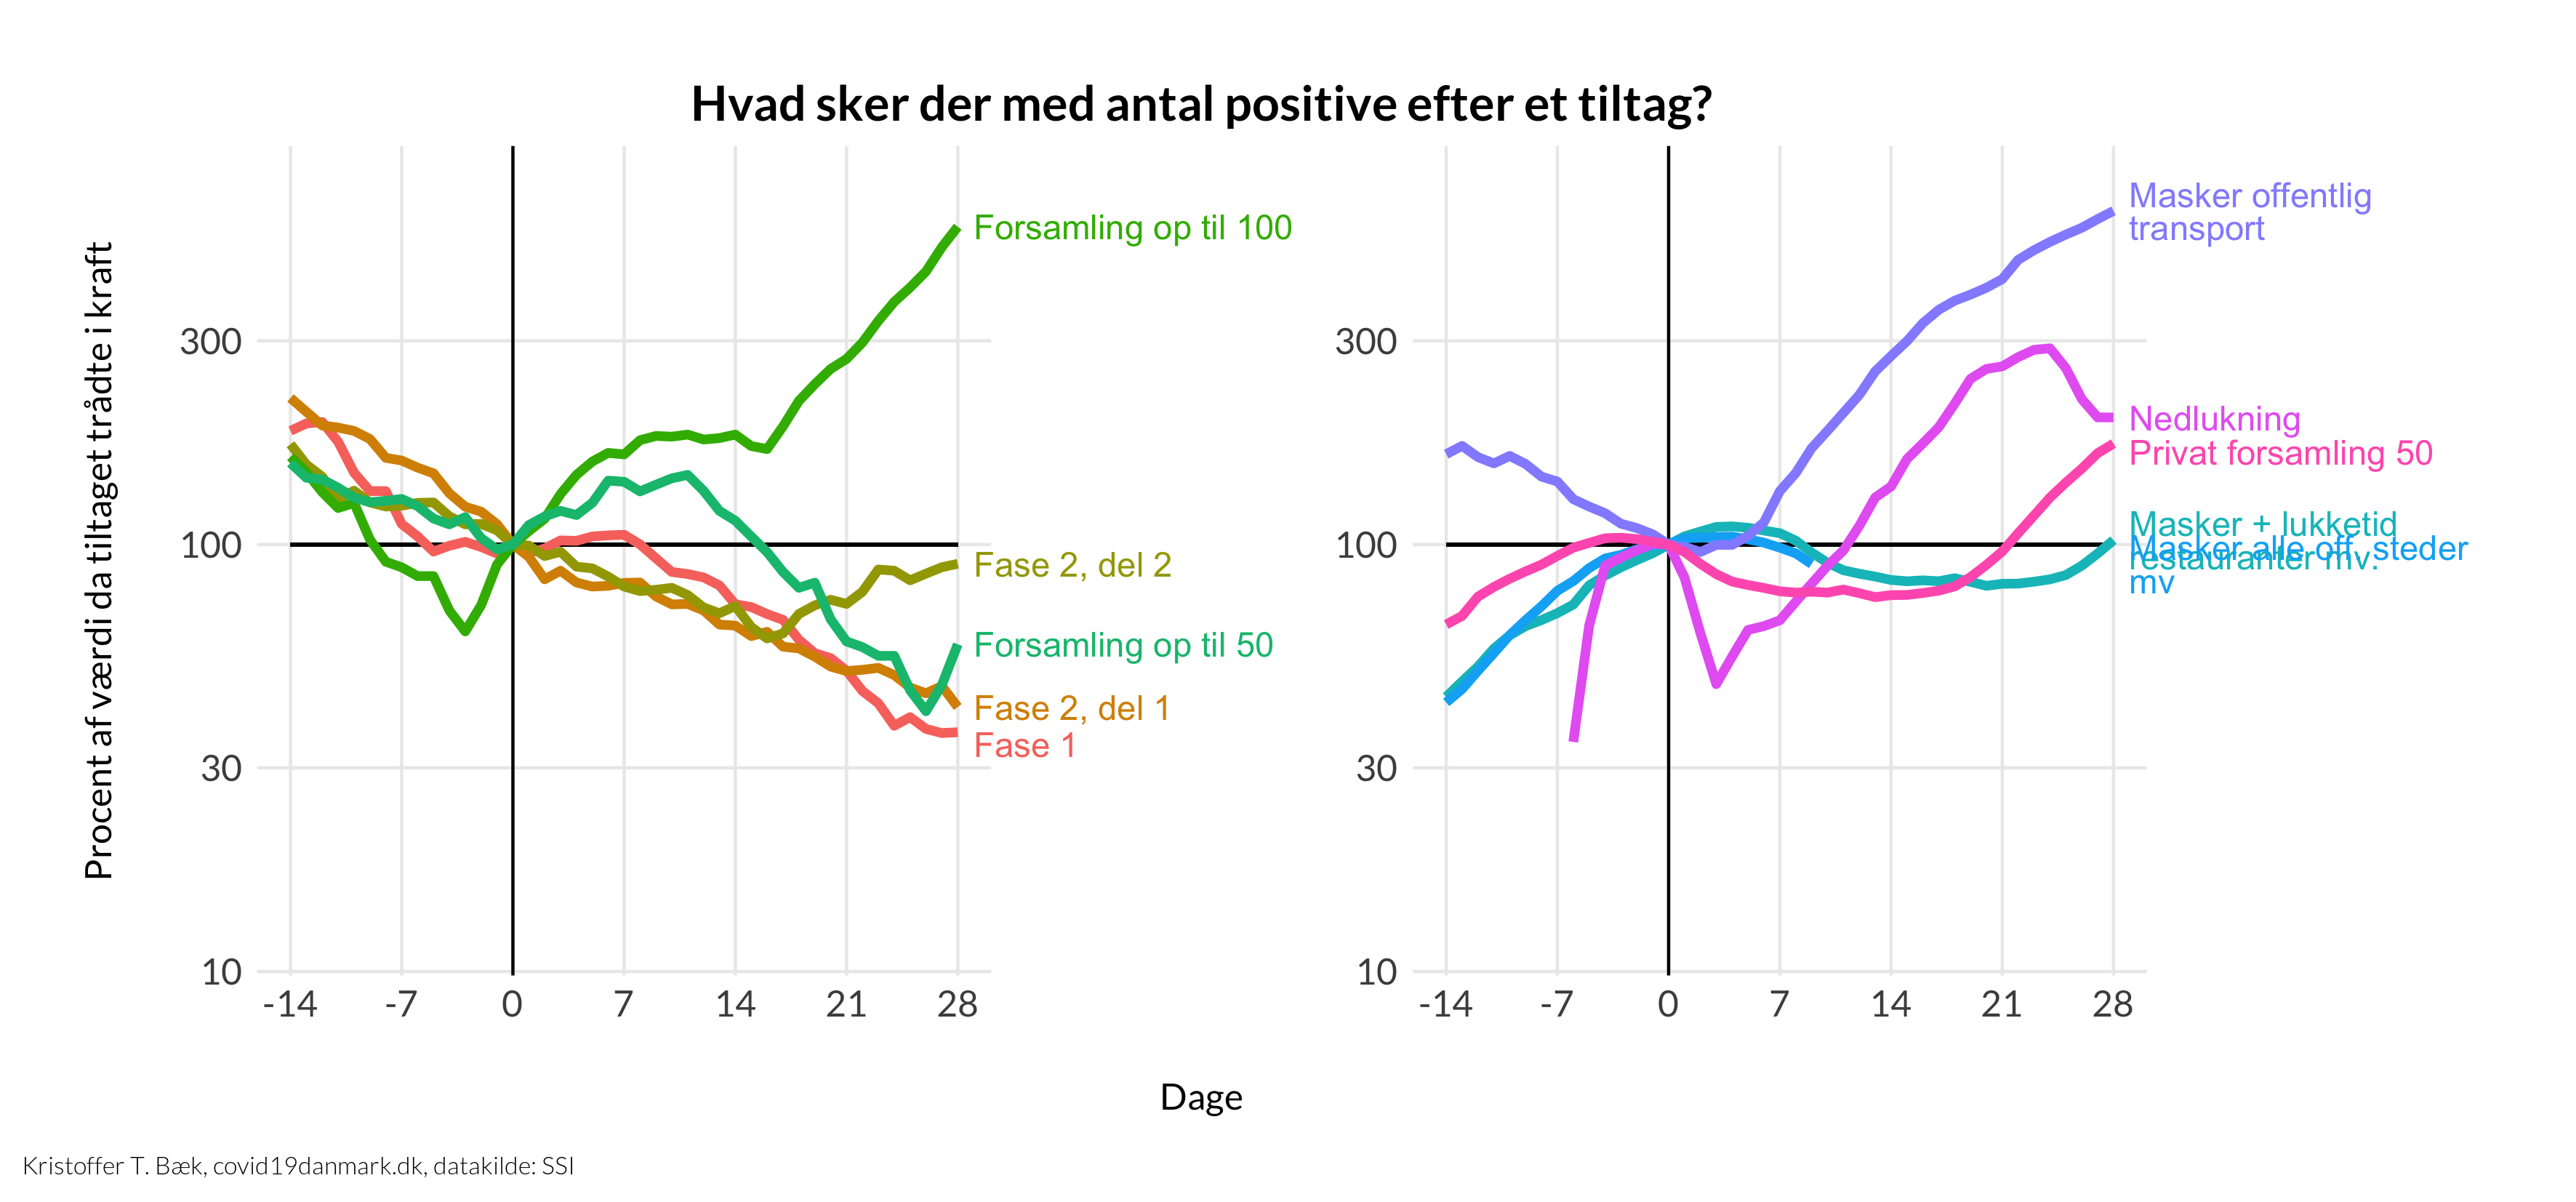 Hvad sker der med antal positive efter et tiltag?
Procent af værdi da tiltaget trådte i kraft
300
100
30
10
-14 -7 0 7 14 21 28
Forsamling op til 100
Fase 2, del 2
Forsamling op til 50
Fase 2, del 1
Fase 1
300
100
30
10
-14 -7 0 7 14 21 28
Masker offentlig
transport
Nedlukning
Privat forsamling 50
Masker + lukketid
restauranter mv.
Masker alle off. steder
mv
Dage
Kristoffer T. Bæk, covid19danmark.dk, datakilde: SSI